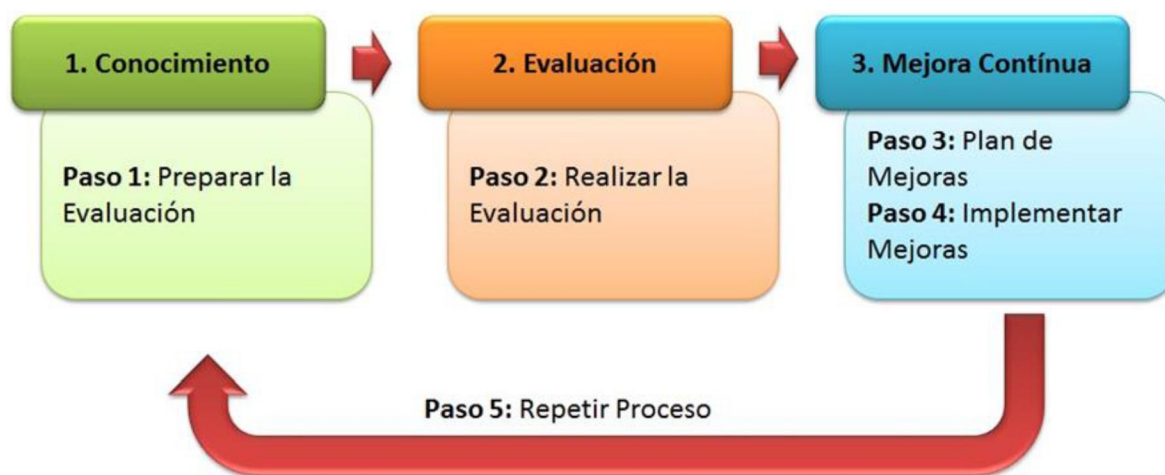 1. Conocimiento
2. Evaluación
3. Mejora Contínua
Paso 1: Preparar la
Evaluación
Paso 2: Realizar la
Evaluación
Paso 3: Plan de
Mejoras
Paso 4: Implementar
Mejoras
Paso 5: Repetir Proceso